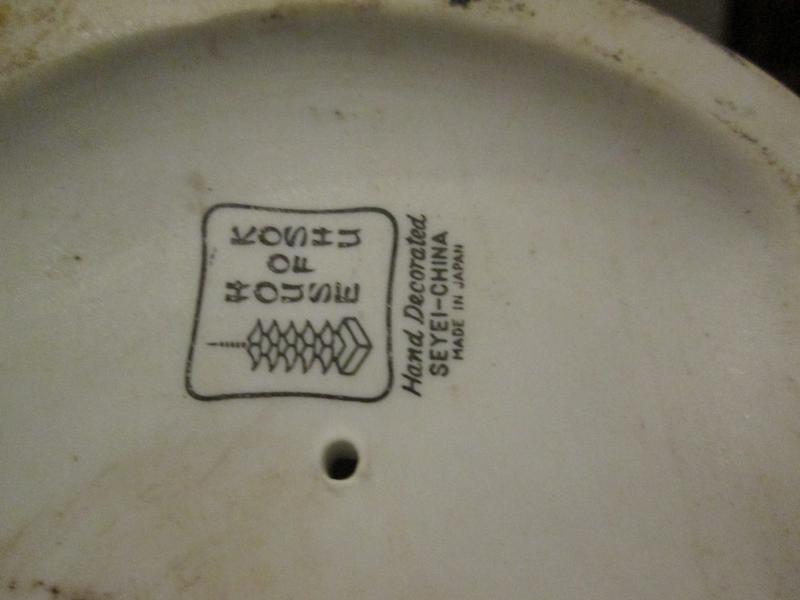 HOUSE
OF
KOSHU
Hand Decorated
SEYEI-CHINA
MADE IN JAPAN